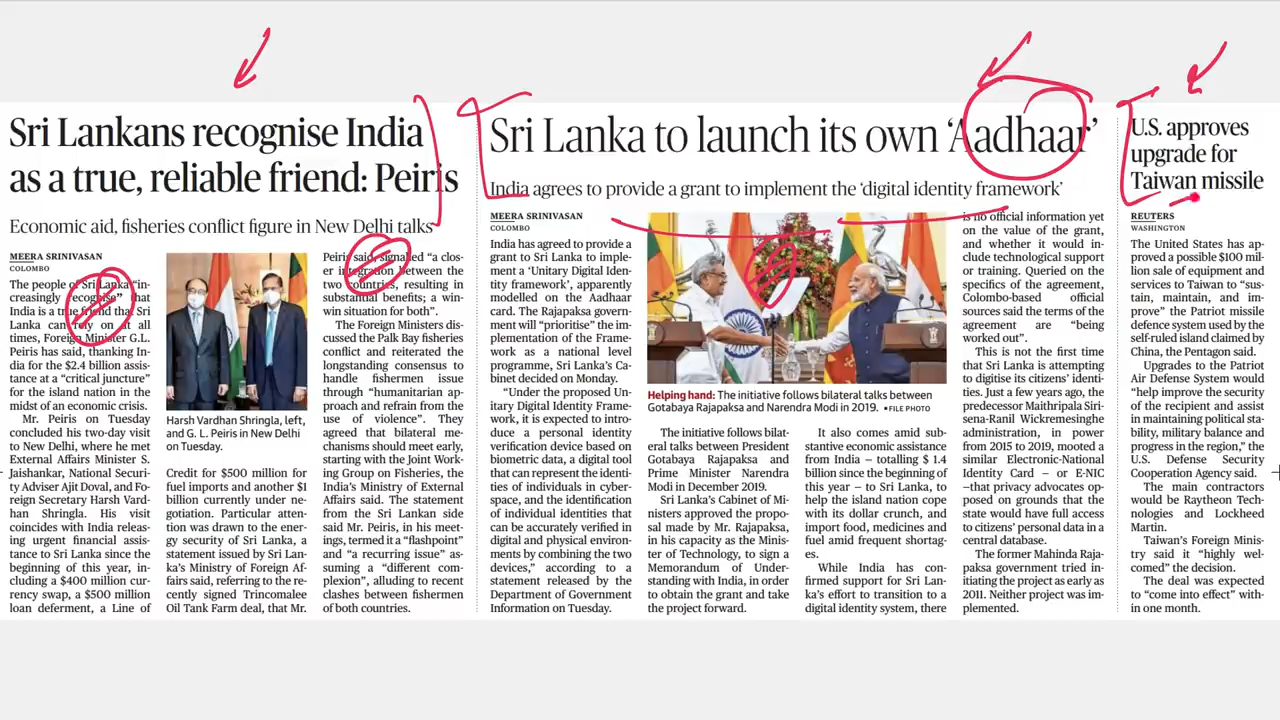 Sri Lankans recognise India
as a true, reliable friend: Peiris
Economic aid, fisheries conflict figure in New Delhi talks
MEERA SRINIVASAN
COLOMBO
The people of Sri Lanka “in-
creasingly recognise” that
India is a true friend that Sri
Lanka can rely on at all
times, Foreign Minister G.L.
Peiris has said, thanking In-
dia for the $2.4 billion assis-
tance at a “critical juncture”
for the island nation in the
midst of an economic crisis.
Mr. Peiris on Tuesday
concluded his two-day visit
to New Delhi, where he met
External Affairs Minister S.
Jaishankar, National Securi-
ty Adviser Ajit Doval, and Fo-
reign Secretary Harsh Vard-
han Shringla. His visit
coincides with India releas-
ing urgent financial assis-
tance to Sri Lanka since the
beginning of this year, in-
cluding a $400 million cur-
rency swap, a $500 million
loan deferment, a Line of
Harsh Vardhan Shringla, left,
and G. L. Peiris in New Delhi
on Tuesday.
Credit for $500 million for
fuel imports and another $1
billion currently under ne-
gotiation. Particular atten-
tion was drawn to the ener-
gy security of Sri Lanka, a
statement issued by Sri Lan-
ka’s Ministry of Foreign Af-
fairs said, referring to the re-
cently signed Trincomalee
Oil Tank Farm deal, that Mr.
Peiris said, signalled “a clos-
er integration between the
two countries, resulting in
substantial benefits; a win-
win situation for both”.
The Foreign Ministers dis-
cussed the Palk Bay fisheries
conflict and reiterated the
longstanding consensus to
handle fishermen issue
through “humanitarian ap-
proach and refrain from the
use of violence”. They
agreed that bilateral me-
chanisms should meet early,
starting with the Joint Work-
ing Group on Fisheries, the
India’s Ministry of External
Affairs said. The statement
from the Sri Lankan side
said Mr. Peiris, in his meet-
ings, termed it a “flashpoint”
and “a recurring issue” as-
suming a “different com-
plexion”, alluding to recent
clashes between fishermen
of both countries.
Sri Lanka to launch its own ‘Aadhaar’
India agrees to provide a grant to implement the ‘digital identity framework’
MEERA SRINIVASAN
COLOMBO
India has agreed to provide a
grant to Sri Lanka to imple-
ment a ‘Unitary Digital Iden-
tity framework’, apparently
modelled on the Aadhaar
card. The Rajapaksa govern-
ment will “prioritise” the im-
plementation of the Frame-
work as a national level
programme, Sri Lanka’s Ca-
binet decided on Monday.
“Under the proposed Un-
itary Digital Identity Frame-
work, it is expected to intro-
duce a personal identity
verification device based on
biometric data, a digital tool
that can represent the identi-
ties of individuals in cyber-
space, and the identification
of individual identities that
can be accurately verified in
digital and physical environ-
ments by combining the two
devices,” according to a
statement released by the
Department of Government
Information on Tuesday.
Helping hand: The initiative follows bilateral talks between
Gotabaya Rajapaksa and Narendra Modi in 2019. •FILE PHOTO
The initiative follows bilat-
eral talks between President
Gotabaya Rajapaksa and
Prime Minister Narendra
Modi in December 2019.
Sri Lanka’s Cabinet of Mi-
nisters approved the propo-
sal made by Mr. Rajapaksa,
in his capacity as the Minis-
ter of Technology, to sign a
Memorandum of Under-
standing with India, in order
to obtain the grant and take
the project forward.
It also comes amid sub-
stantive economic assistance
from India — totalling $ 1.4
billion since the beginning of
this year — to Sri Lanka, to
help the island nation cope
with its dollar crunch, and
import food, medicines and
fuel amid frequent shortag-
es.
While India has con-
firmed support for Sri Lan-
ka’s effort to transition to a
digital identity system, there
is no official information yet
on the value of the grant,
and whether it would in-
clude technological support
or training. Queried on the
specifics of the agreement,
Colombo-based official
sources said the terms of the
agreement are “being
worked out”.
This is not the first time
that Sri Lanka is attempting
to digitise its citizens’ identi-
ties. Just a few years ago, the
predecessor Maithripala Siri-
sena-Ranil Wickremesinghe
administration, in power
from 2015 to 2019, mooted a
similar Electronic-National
Identity Card — or E-NIC
—that privacy advocates op-
posed on grounds that the
state would have full access
to citizens’ personal data in a
central database.
The former Mahinda Raja-
paksa government tried in-
itiating the project as early as
2011. Neither project was im-
plemented.
U.S. approves
upgrade for
Taiwan missile
REUTERS
WASHINGTON
The United States has ap-
proved a possible $100 mil-
lion sale of equipment and
services to Taiwan to “sus-
tain, maintain, and im-
prove” the Patriot missile
defence system used by the
self-ruled island claimed by
China, the Pentagon said.
Upgrades to the Patriot
Air Defense System would
“help improve the security
of the recipient and assist
in maintaining political sta-
bility, military balance and
progress in the region,” the
U.S. Defense Security
Cooperation Agency said.
The main contractors
would be Raytheon Tech-
nologies and Lockheed
Martin.
Taiwan’s Foreign Minis-
try said it “highly wel-
comed” the decision.
The deal was expected
to “come into effect” with-
in one month.